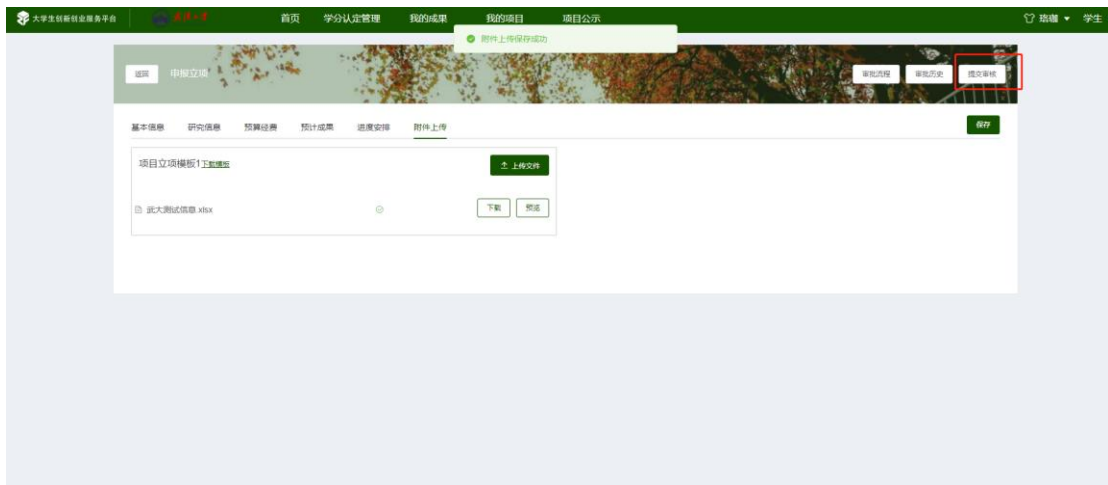 大学生创新创业服务平台 首页 学分认定管理 我的成果 我的项目 项目公示 珞珈 学生
附件上传保存成功
返回 申报立项 审批流程 审批历史 提交审核
基本信息 研究信息 预算经费 预计成果 进度安排 附件上传 保存
项目立项模板1 下载模板 上传文件
武大测试信息.xlsx 下载 预览